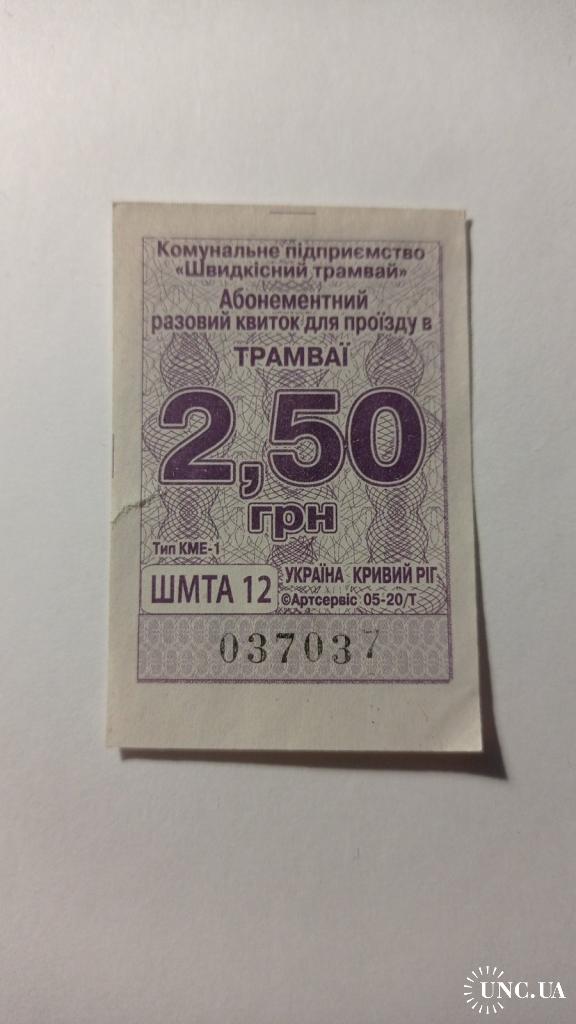 Комунальне підприємство
«Швидкісний трамвай»
Абонементний
разовий квиток для проїзду в
ТРАМВАЇ
2,50
грн
Тип КМЕ-1
ШМТА 12
УКРАЇНА КРИВИЙ РІГ
©Артсервіс 05-20/Т
037037
UNC.UA